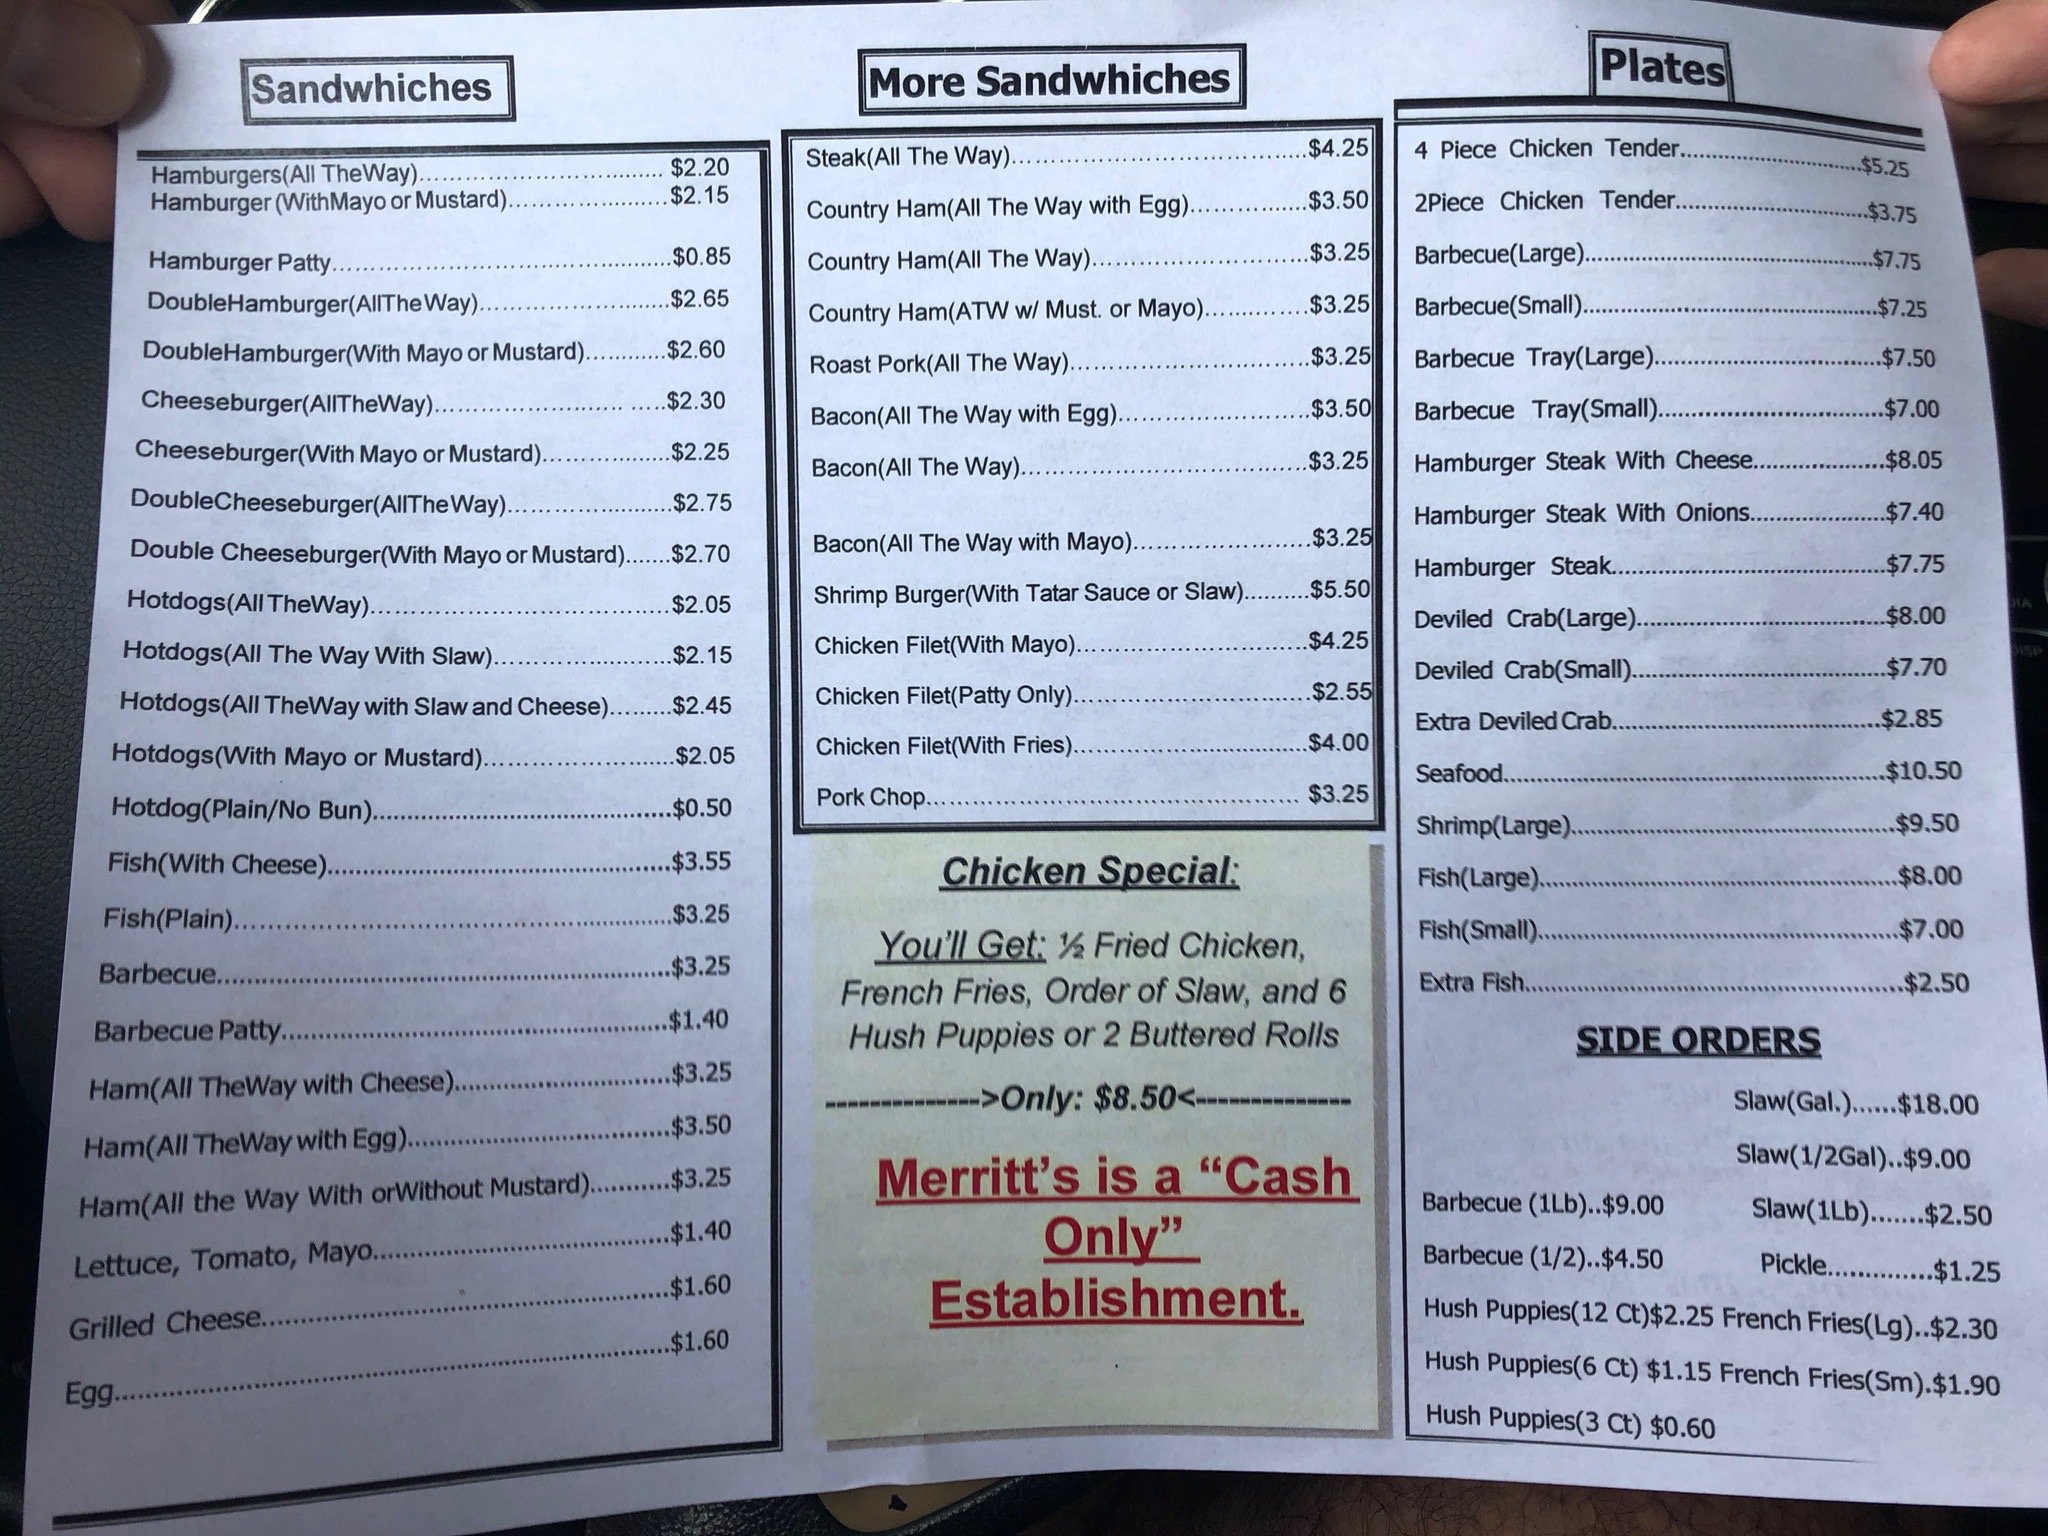 Sandwhiches
Hamburgers(All TheWay)........ $2.20
Hamburger (WithMayo or Mustard)........$2.15
Hamburger Patty........$0.85
DoubleHamburger(AllTheWay)........$2.65
DoubleHamburger(With Mayo or Mustard)........$2.60
Cheeseburger(AllTheWay)........$2.30
Cheeseburger(With Mayo or Mustard)........$2.25
DoubleCheeseburger(AllTheWay)........$2.75
Double Cheeseburger(With Mayo or Mustard).......$2.70
Hotdogs(All TheWay)........$2.05
Hotdogs(All The Way With Slaw)........$2.15
Hotdogs(All TheWay with Slaw and Cheese)........$2.45
Hotdogs(With Mayo or Mustard)........$2.05
Hotdog(Plain/No Bun)........$0.50
Fish(With Cheese)........$3.55
Fish(Plain)........$3.25
Barbecue........$3.25
Barbecue Patty........$1.40
Ham(All TheWay with Cheese)........$3.25
Ham(All TheWay with Egg)........$3.50
Ham(All the Way With orWithout Mustard)........$3.25
Lettuce, Tomato, Mayo........$1.40
Grilled Cheese........$1.60
Egg........$1.60
More Sandwhiches
Steak(All The Way)........$4.25
Country Ham(All The Way with Egg)........$3.50
Country Ham(All The Way)........$3.25
Country Ham(ATW w/ Must. or Mayo)........$3.25
Roast Pork(All The Way)........$3.25
Bacon(All The Way with Egg)........$3.50
Bacon(All The Way)........$3.25
Bacon(All The Way with Mayo)........$3.25
Shrimp Burger(With Tatar Sauce or Slaw)........$5.50
Chicken Filet(With Mayo)........$4.25
Chicken Filet(Patty Only)........$2.55
Chicken Filet(With Fries)........$4.00
Pork Chop........ $3.25
Chicken Special:
You'll Get: ½ Fried Chicken,
French Fries, Order of Slaw, and 6
Hush Puppies or 2 Buttered Rolls
-------------->Only: $8.50<--------------
Merritt's is a "Cash
Only"
Establishment.
Plates
4 Piece Chicken Tender........$5.25
2Piece Chicken Tender........$3.75
Barbecue(Large)........$7.75
Barbecue(Small)........$7.25
Barbecue Tray(Large)........$7.50
Barbecue Tray(Small)........$7.00
Hamburger Steak With Cheese........$8.05
Hamburger Steak With Onions........$7.40
Hamburger Steak........$7.75
Deviled Crab(Large)........$8.00
Deviled Crab(Small)........$7.70
Extra Deviled Crab........$2.85
Seafood........$10.50
Shrimp(Large)........$9.50
Fish(Large)........$8.00
Fish(Small)........$7.00
Extra Fish........$2.50
SIDE ORDERS
Slaw(Gal.)......$18.00
Slaw(1/2Gal)..$9.00
Barbecue (1Lb)..$9.00 Slaw(1Lb).......$2.50
Barbecue (1/2)..$4.50 Pickle..............$1.25
Hush Puppies(12 Ct)$2.25 French Fries(Lg)..$2.30
Hush Puppies(6 Ct) $1.15 French Fries(Sm).$1.90
Hush Puppies(3 Ct) $0.60